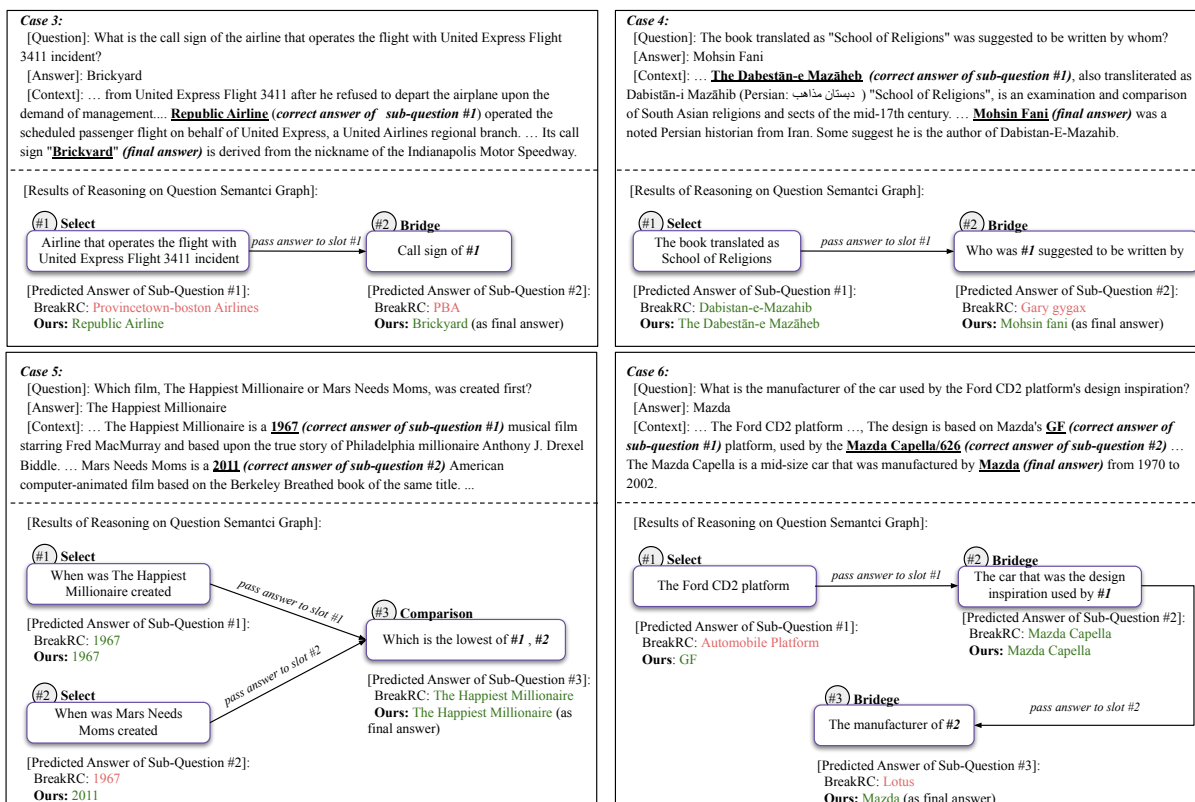 Case 3:
[Question]: What is the call sign of the airline that operates the flight with United Express Flight
3411 incident?
[Answer]: Brickyard
[Context]: … from United Express Flight 3411 after he refused to depart the airplane upon the
demand of management.... Republic Airline (correct answer of sub-question #1) operated the
scheduled passenger flight on behalf of United Express, a United Airlines regional branch. … Its call
sign "Brickyard" (final answer) is derived from the nickname of the Indianapolis Motor Speedway.
[Results of Reasoning on Question Semantci Graph]:
#1 Select
Airline that operates the flight with
United Express Flight 3411 incident
pass answer to slot #1
#2 Bridge
Call sign of #1
[Predicted Answer of Sub-Question #1]:
BreakRC: Provincetown-boston Airlines
Ours: Republic Airline
[Predicted Answer of Sub-Question #2]:
BreakRC: PBA
Ours: Brickyard (as final answer)
Case 4:
[Question]: The book translated as "School of Religions" was suggested to be written by whom?
[Answer]: Mohsin Fani
[Context]: … The Dabestān-e Mazāheb (correct answer of sub-question #1), also transliterated as
Dabistān-i Mazāhib (Persian: دبستان مذاهب ) "School of Religions", is an examination and comparison
of South Asian religions and sects of the mid-17th century. … Mohsin Fani (final answer) was a
noted Persian historian from Iran. Some suggest he is the author of Dabistan-E-Mazahib.
[Results of Reasoning on Question Semantci Graph]:
#1 Select
The book translated as
School of Religions
pass answer to slot #1
#2 Bridge
Who was #1 suggested to be written by
[Predicted Answer of Sub-Question #1]:
BreakRC: Dabistan-e-Mazahib
Ours: The Dabestān-e Mazāheb
[Predicted Answer of Sub-Question #2]:
BreakRC: Gary gygax
Ours: Mohsin fani (as final answer)
Case 5:
[Question]: Which film, The Happiest Millionaire or Mars Needs Moms, was created first?
[Answer]: The Happiest Millionaire
[Context]: … The Happiest Millionaire is a 1967 (correct answer of sub-question #1) musical film
starring Fred MacMurray and based upon the true story of Philadelphia millionaire Anthony J. Drexel
Biddle. … Mars Needs Moms is a 2011 (correct answer of sub-question #2) American
computer-animated film based on the Berkeley Breathed book of the same title. ...
[Results of Reasoning on Question Semantci Graph]:
#1 Select
When was The Happiest
Millionaire created
pass answer to slot #1
[Predicted Answer of Sub-Question #1]:
BreakRC: 1967
Ours: 1967
#2 Select
When was Mars Needs
Moms created
pass answer to slot #2
[Predicted Answer of Sub-Question #2]:
BreakRC: 1967
Ours: 2011
#3 Comparison
Which is the lowest of #1 , #2
[Predicted Answer of Sub-Question #3]:
BreakRC: The Happiest Millionaire
Ours: The Happiest Millionaire (as
final answer)
Case 6:
[Question]: What is the manufacturer of the car used by the Ford CD2 platform's design inspiration?
[Answer]: Mazda
[Context]: … The Ford CD2 platform …, The design is based on Mazda's GF (correct answer of
sub-question #1) platform, used by the Mazda Capella/626 (correct answer of sub-question #2) …
The Mazda Capella is a mid-size car that was manufactured by Mazda (final answer) from 1970 to
2002.
[Results of Reasoning on Question Semantci Graph]:
#1 Select
The Ford CD2 platform
pass answer to slot #1
#2 Bridege
The car that was the design
inspiration used by #1
[Predicted Answer of Sub-Question #1]:
BreakRC: Automobile Platform
Ours: GF
[Predicted Answer of Sub-Question #2]:
BreakRC: Mazda Capella
Ours: Mazda Capella
pass answer to slot #2
#3 Bridege
The manufacturer of #2
[Predicted Answer of Sub-Question #3]:
BreakRC: Lotus
Ours: Mazda (as final answer)